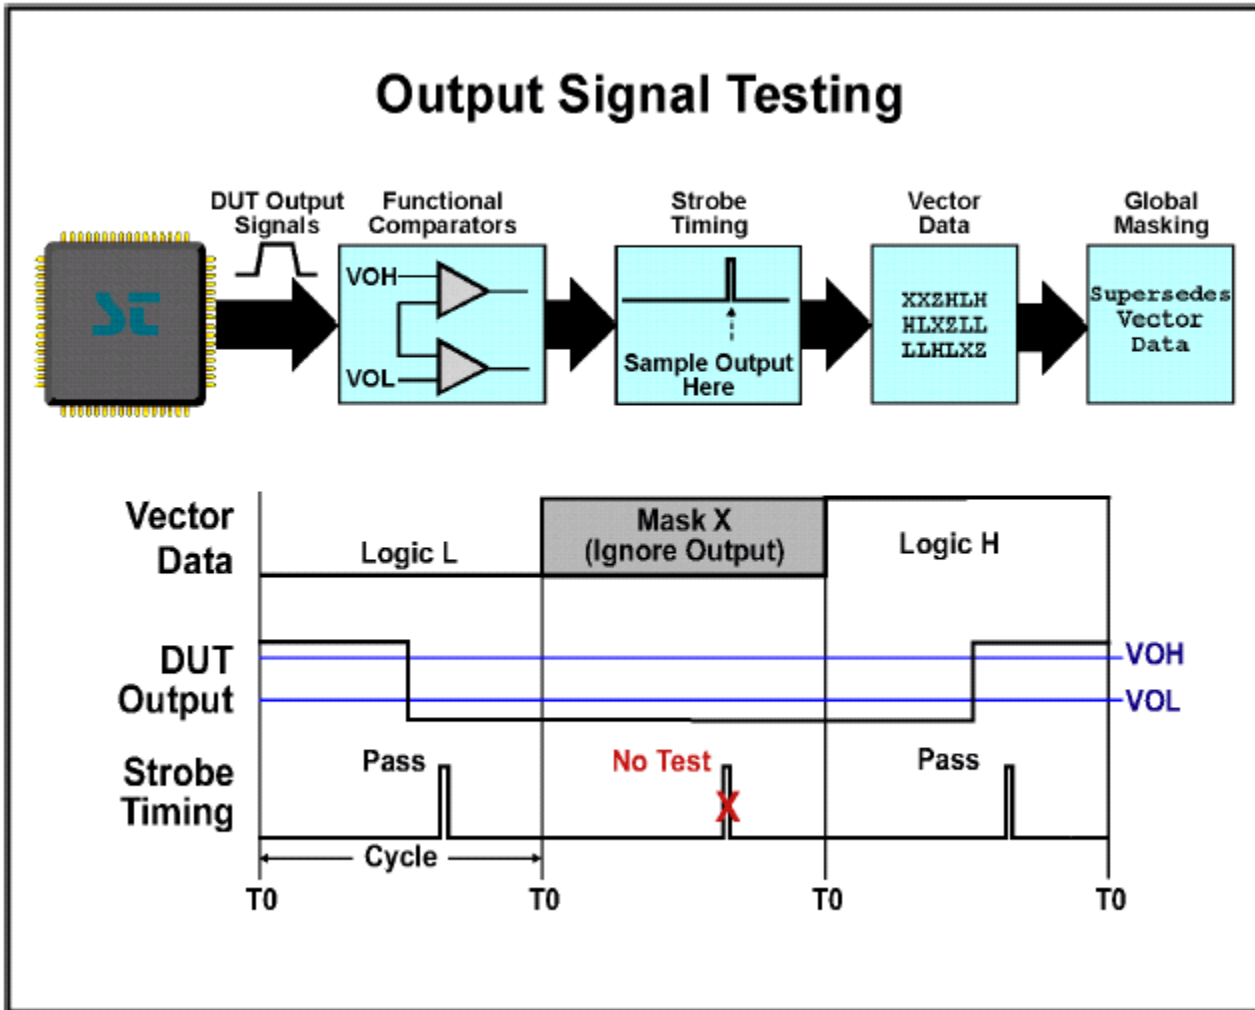 Output Signal Testing
DUT Output
Signals
Functional
Comparators
Strobe
Timing
Vector
Data
Global
Masking
VOH
VOL
Sample Output
Here
XXZHLH
HLXZLL
LLHLXZ
Supersedes
Vector
Data
Vector
Data
Logic L
Mask X
(Ignore Output)
Logic H
DUT
Output
VOH
VOL
Strobe
Timing
Pass
No Test
X
Pass
Cycle
T0
T0
T0
T0